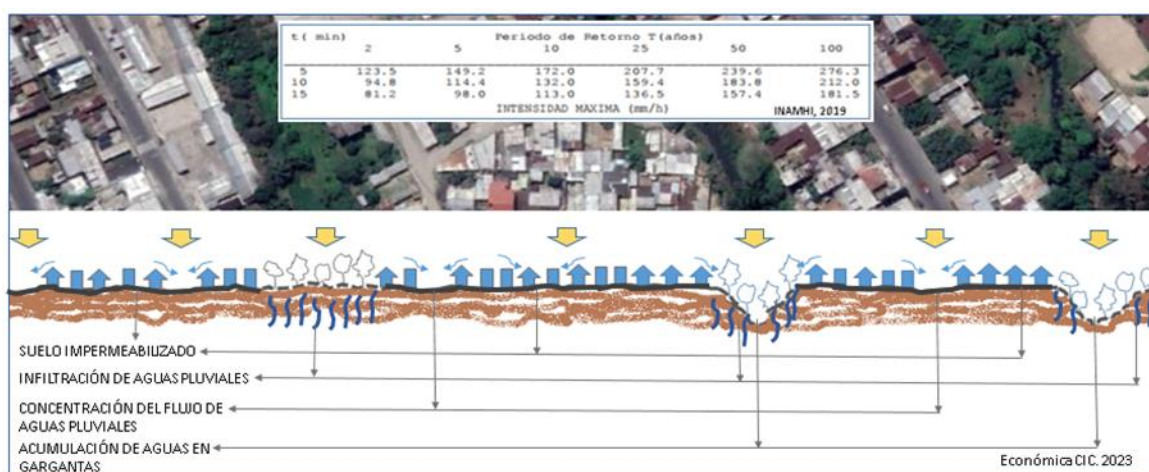 t( min) Periodo de Retorno T(años)
2 5 10 25 50 100
5 123.5 149.2 172.0 207.7 239.6 276.3
10 94.8 114.4 132.0 159.4 183.8 212.0
15 81.2 98.0 113.0 136.5 157.4 181.5
INTENSIDAD MAXIMA (mm/h) INAMHI, 2019
SUELO IMPERMEABILIZADO
INFILTRACIÓN DE AGUAS PLUVIALES
CONCENTRACIÓN DEL FLUJO DE
AGUAS PLUVIALES
ACUMULACIÓN DE AGUAS EN
GARGANTAS
Económica CIC. 2023